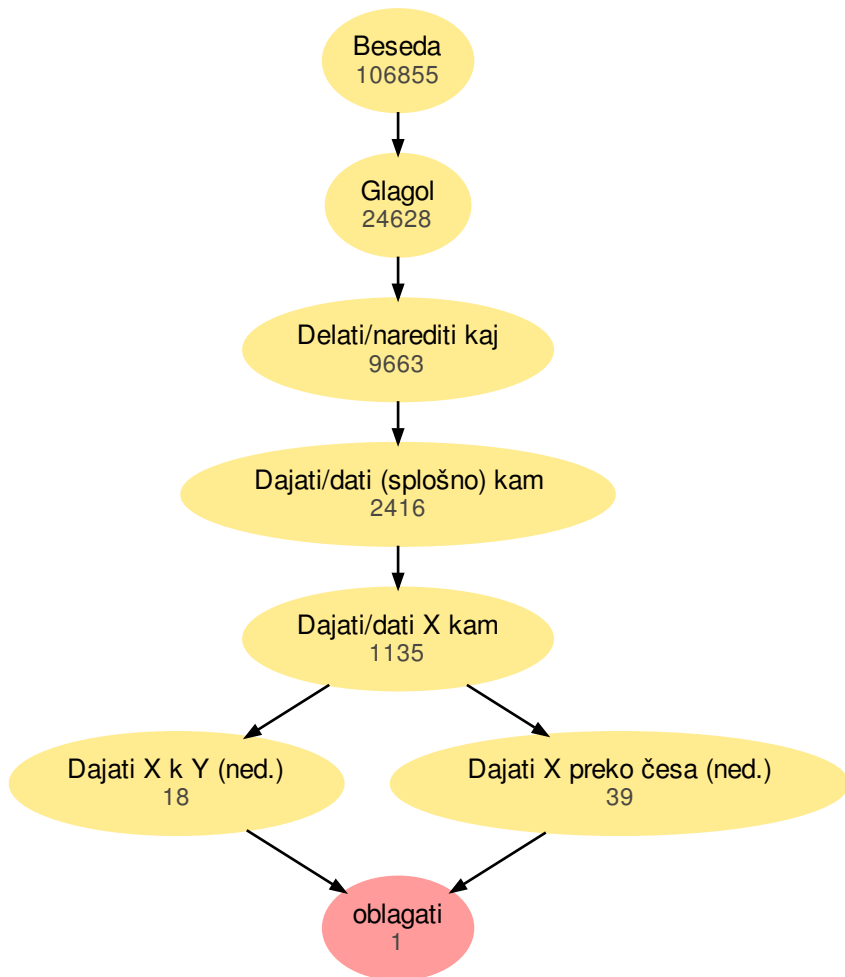 Beseda
106855
Glagol
24628
Delati/narediti kaj
9663
Dajati/dati (splošno) kam
2416
Dajati/dati X kam
1135
Dajati X k Y (ned.)
18
Dajati X preko česa (ned.)
39
oblagati
1